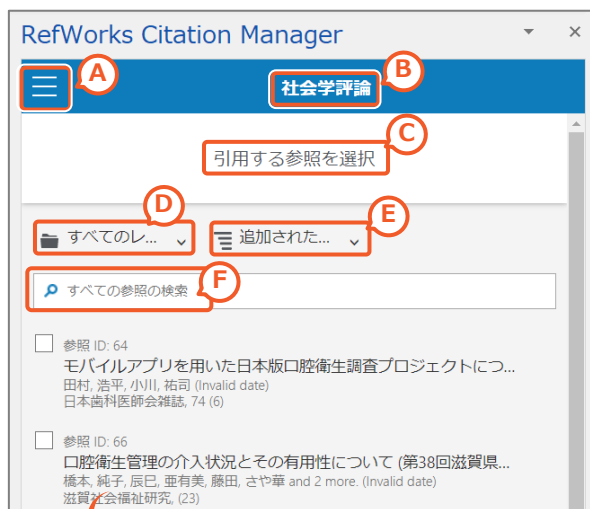 RefWorks Citation Manager
A
社会学評論
B
引用する参照を選択
C
すべてのレ...
D
追加された...
E
すべての参照の検索
F
参照 ID: 64
モバイルアプリを用いた日本版口腔衛生調査プロジェクトにつ...
田村, 浩平, 小川, 祐司 (Invalid date)
日本歯科医師会雑誌, 74 (6)
参照 ID: 66
口腔衛生管理の介入状況とその有用性について (第38回滋賀県...
橋本, 純子, 辰巳, 亜有美, 藤田, さや華 and 2 more. (Invalid date)
滋賀社会福祉研究, (23)